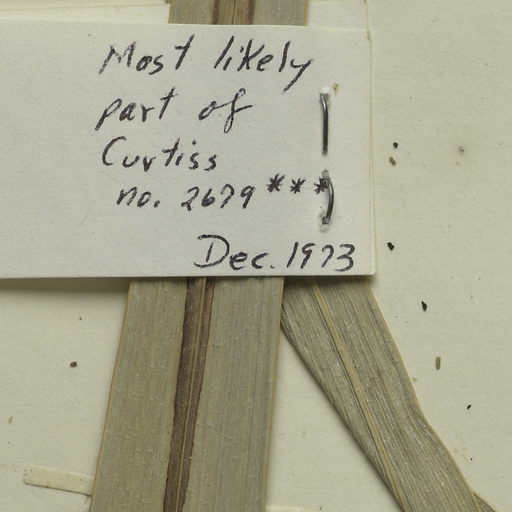 Most likely
part of
Curtiss
no. 2679***
Dec. 1973